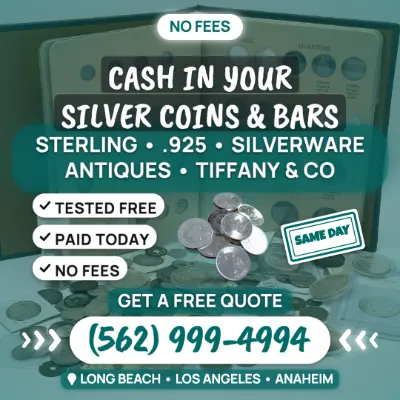 NO FEES
QUARTERS
CASH IN YOUR
SILVER COINS & BARS
STERLING • .925 • SILVERWARE
ANTIQUES • TIFFANY & CO
✓ TESTED FREE
✓ PAID TODAY
✓ NO FEES
SAME DAY
GET A FREE QUOTE
(562) 999-4994
LONG BEACH • LOS ANGELES • ANAHEIM